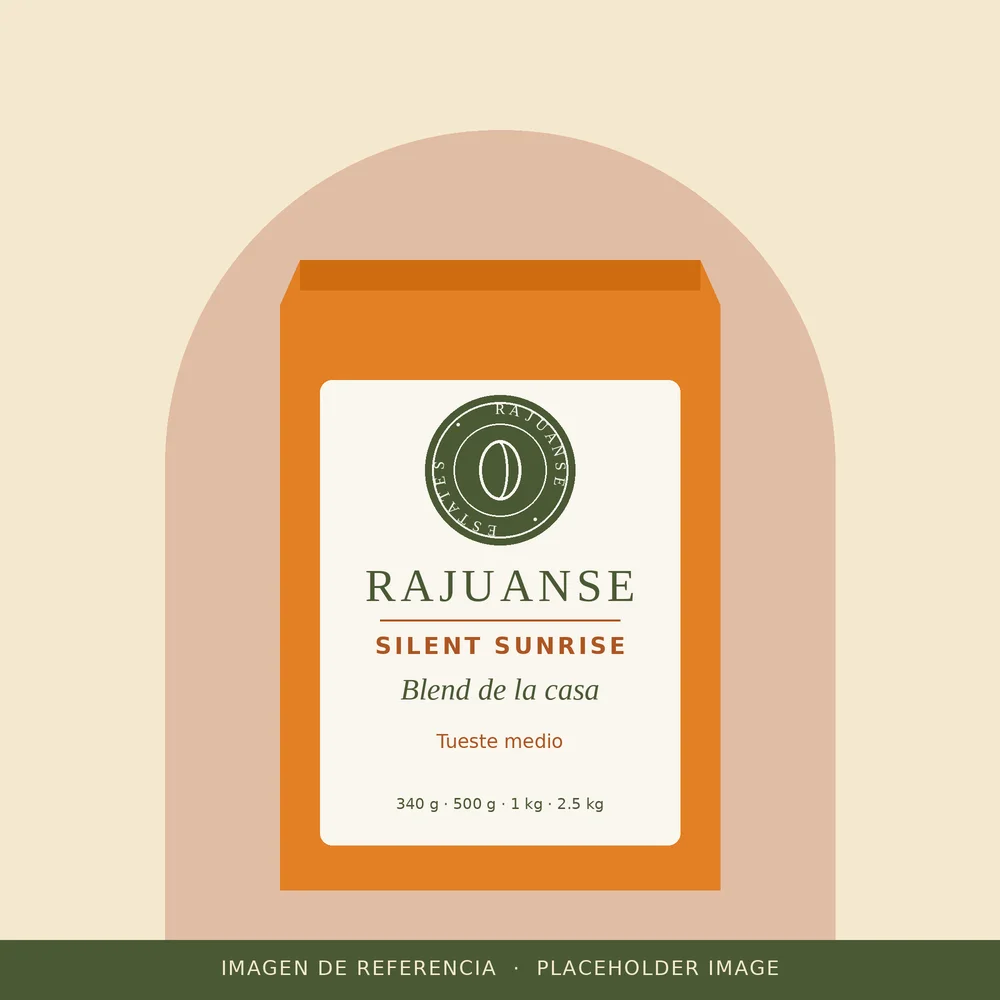 RAJUANSE
ESTATES
RAJUANSE
SILENT SUNRISE
Blend de la casa
Tueste medio
340 g · 500 g · 1 kg · 2.5 kg
IMAGEN DE REFERENCIA · PLACEHOLDER IMAGE